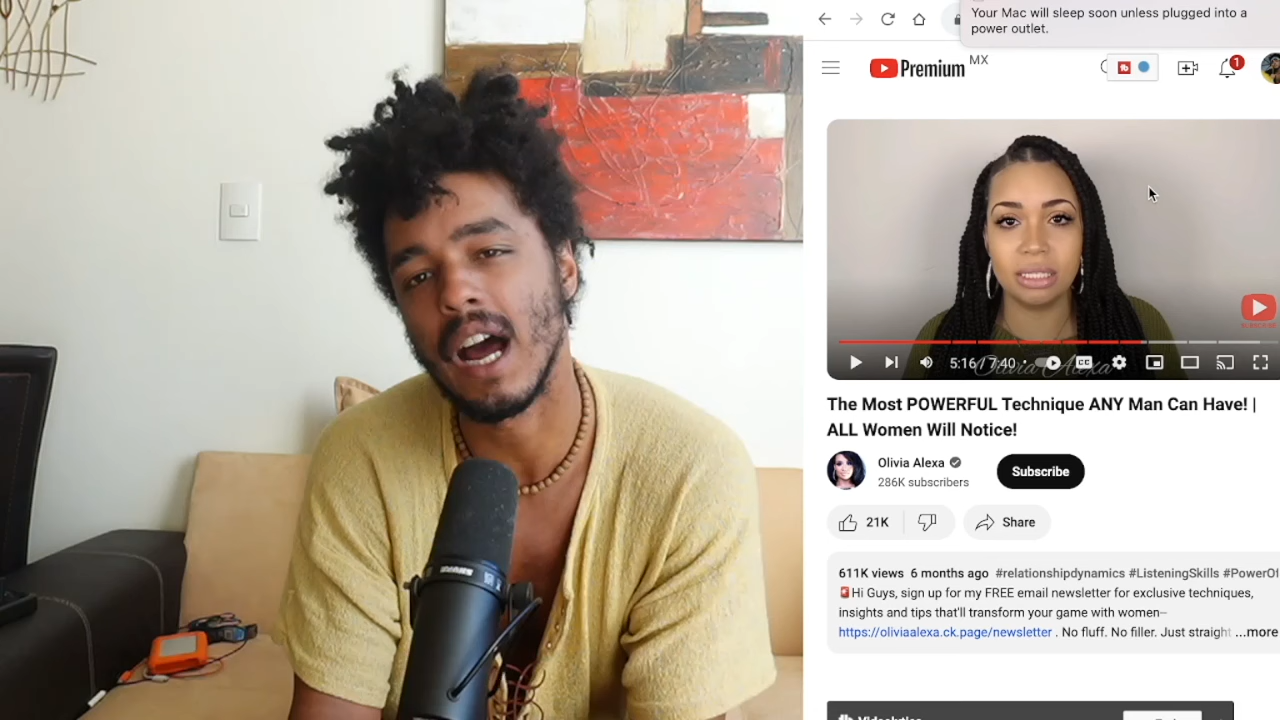 Your Mac will sleep soon unless plugged into a
power outlet.
Premium MX
1
5:16 / 7:40
CC
Olivia Alexa
The Most POWERFUL Technique ANY Man Can Have! |
ALL Women Will Notice!
Olivia Alexa
286K subscribers
Subscribe
21K
Share
611K views 6 months ago #relationshipdynamics #ListeningSkills #PowerOf
🚨Hi Guys, sign up for my FREE email newsletter for exclusive techniques,
insights and tips that'll transform your game with women–
https://oliviaalexa.ck.page/newsletter . No fluff. No filler. Just straight ...more